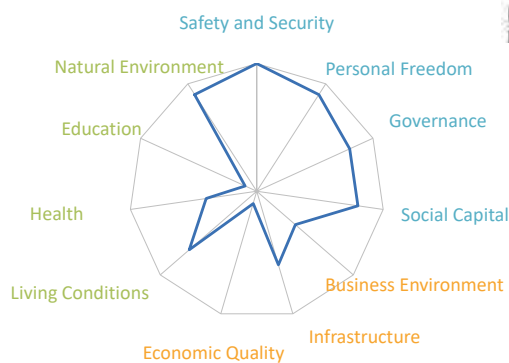 Safety and Security
Natural Environment
Personal Freedom
Education
Governance
Health
Social Capital
Living Conditions
Business Environment
Infrastructure
Economic Quality